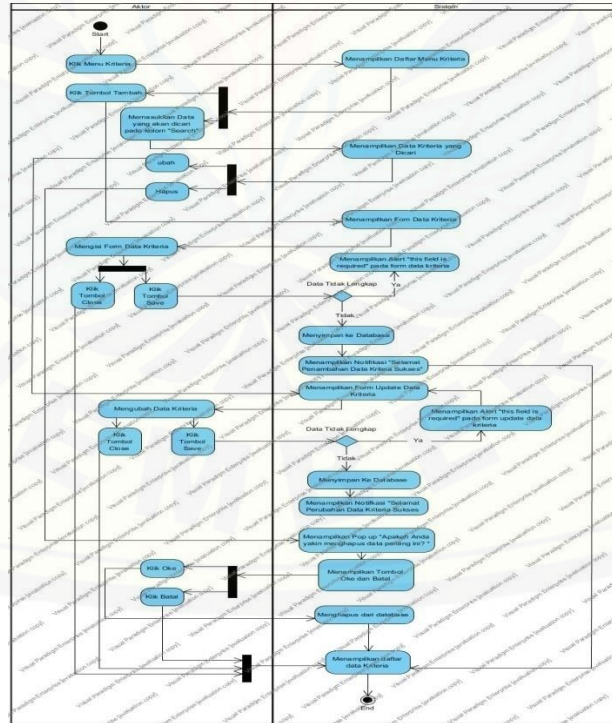 Aktor
Sistem
Start
Klik Menu Kriteria
Menampilkan Daftar Menu Kriteria
Klik Tombol Tambah
Memasukkan Data
yang akan dicari
pada kolom "Search"
Menampilkan Data Kriteria yang
Dicari
ubah
Hapus
Menampilkan Fom Data Kriteria
Mengisi Form Data Kriteria
Menampilkan Alert "this field is
required" pada form data kriteria
Klik
Tombol
Close
Klik
Tombol
Save
Data Tidak Lengkap
Ya
Tidak
Menyimpan ke Database
Menampilkan Notifikasi "Selamat
Penambahan Data Kriteria Sukses"
Menampilkan Form Update Data
Kriteria
Mengubah Data Kriteria
Menampilkan Alert "this field is
required" pada form update data
kriteria
Klik
Tombol
Close
Klik
Tombol
Save
Data Tidak Lengkap
Ya
Tidak
Menyimpan Ke Database
Menampilkan Notifikasi "Selamat
Perubahan Data Kriteria Sukses
Menampilkan Pop up "Apakah Anda
yakin menghapus data penting ini? "
Klik Oke
Menampilkan Tombol
Oke dan Batal
Klik Batal
Menghapus dari database
Menampilkan daftar
data Kriteria
End
Visual Paradigm Enterprise [evaluation copy]